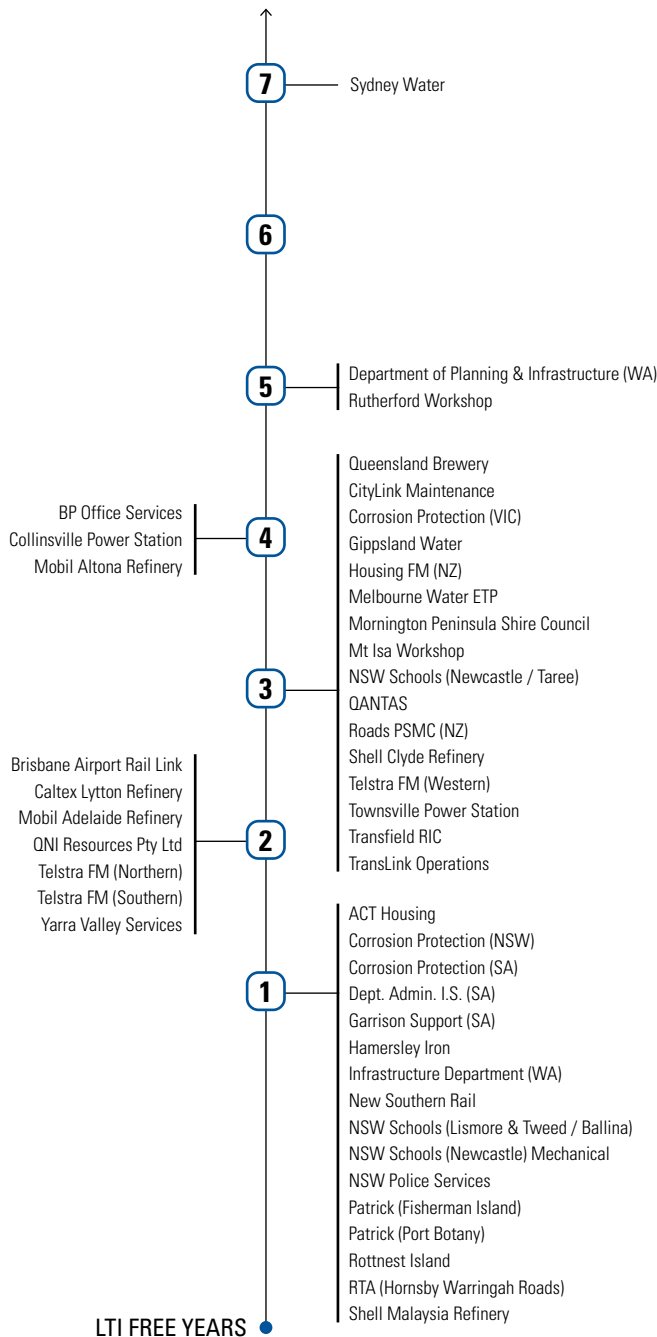 7
Sydney Water
6
5
Department of Planning & Infrastructure (WA)
Rutherford Workshop
BP Office Services
Collinsville Power Station
Mobil Altona Refinery
4
3
Queensland Brewery
CityLink Maintenance
Corrosion Protection (VIC)
Gippsland Water
Housing FM (NZ)
Melbourne Water ETP
Mornington Peninsula Shire Council
Mt Isa Workshop
NSW Schools (Newcastle / Taree)
QANTAS
Roads PSMC (NZ)
Shell Clyde Refinery
Telstra FM (Western)
Townsville Power Station
Transfield RIC
TransLink Operations
Brisbane Airport Rail Link
Caltex Lytton Refinery
Mobil Adelaide Refinery
QNI Resources Pty Ltd
Telstra FM (Northern)
Telstra FM (Southern)
Yarra Valley Services
2
1
ACT Housing
Corrosion Protection (NSW)
Corrosion Protection (SA)
Dept. Admin. I.S. (SA)
Garrison Support (SA)
Hamersley Iron
Infrastructure Department (WA)
New Southern Rail
NSW Schools (Lismore & Tweed / Ballina)
NSW Schools (Newcastle) Mechanical
NSW Police Services
Patrick (Fisherman Island)
Patrick (Port Botany)
Rottnest Island
RTA (Hornsby Warringah Roads)
Shell Malaysia Refinery
LTI FREE YEARS